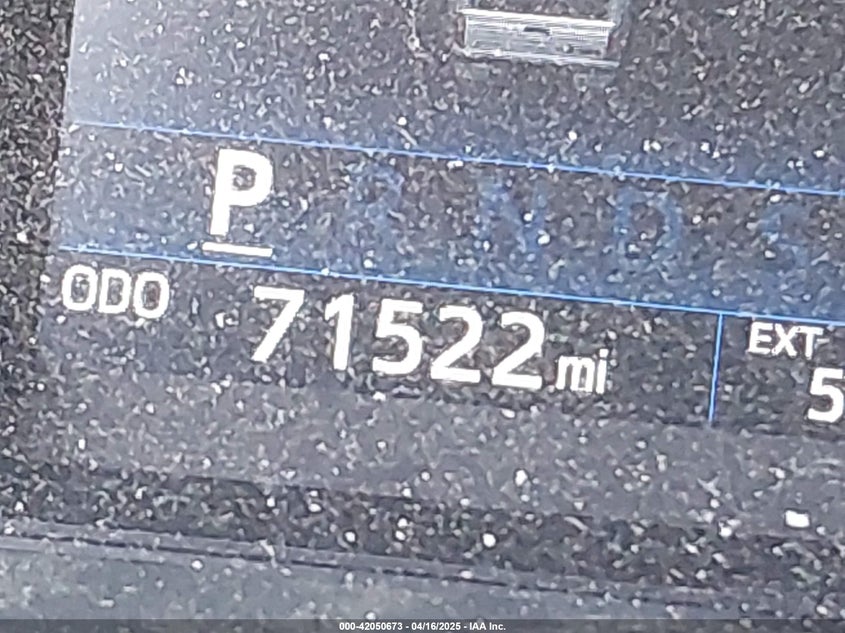 P R N D S
ODO 71522 mi
EXT
5
000-42050673 - 04/16/2025 - IAA Inc.